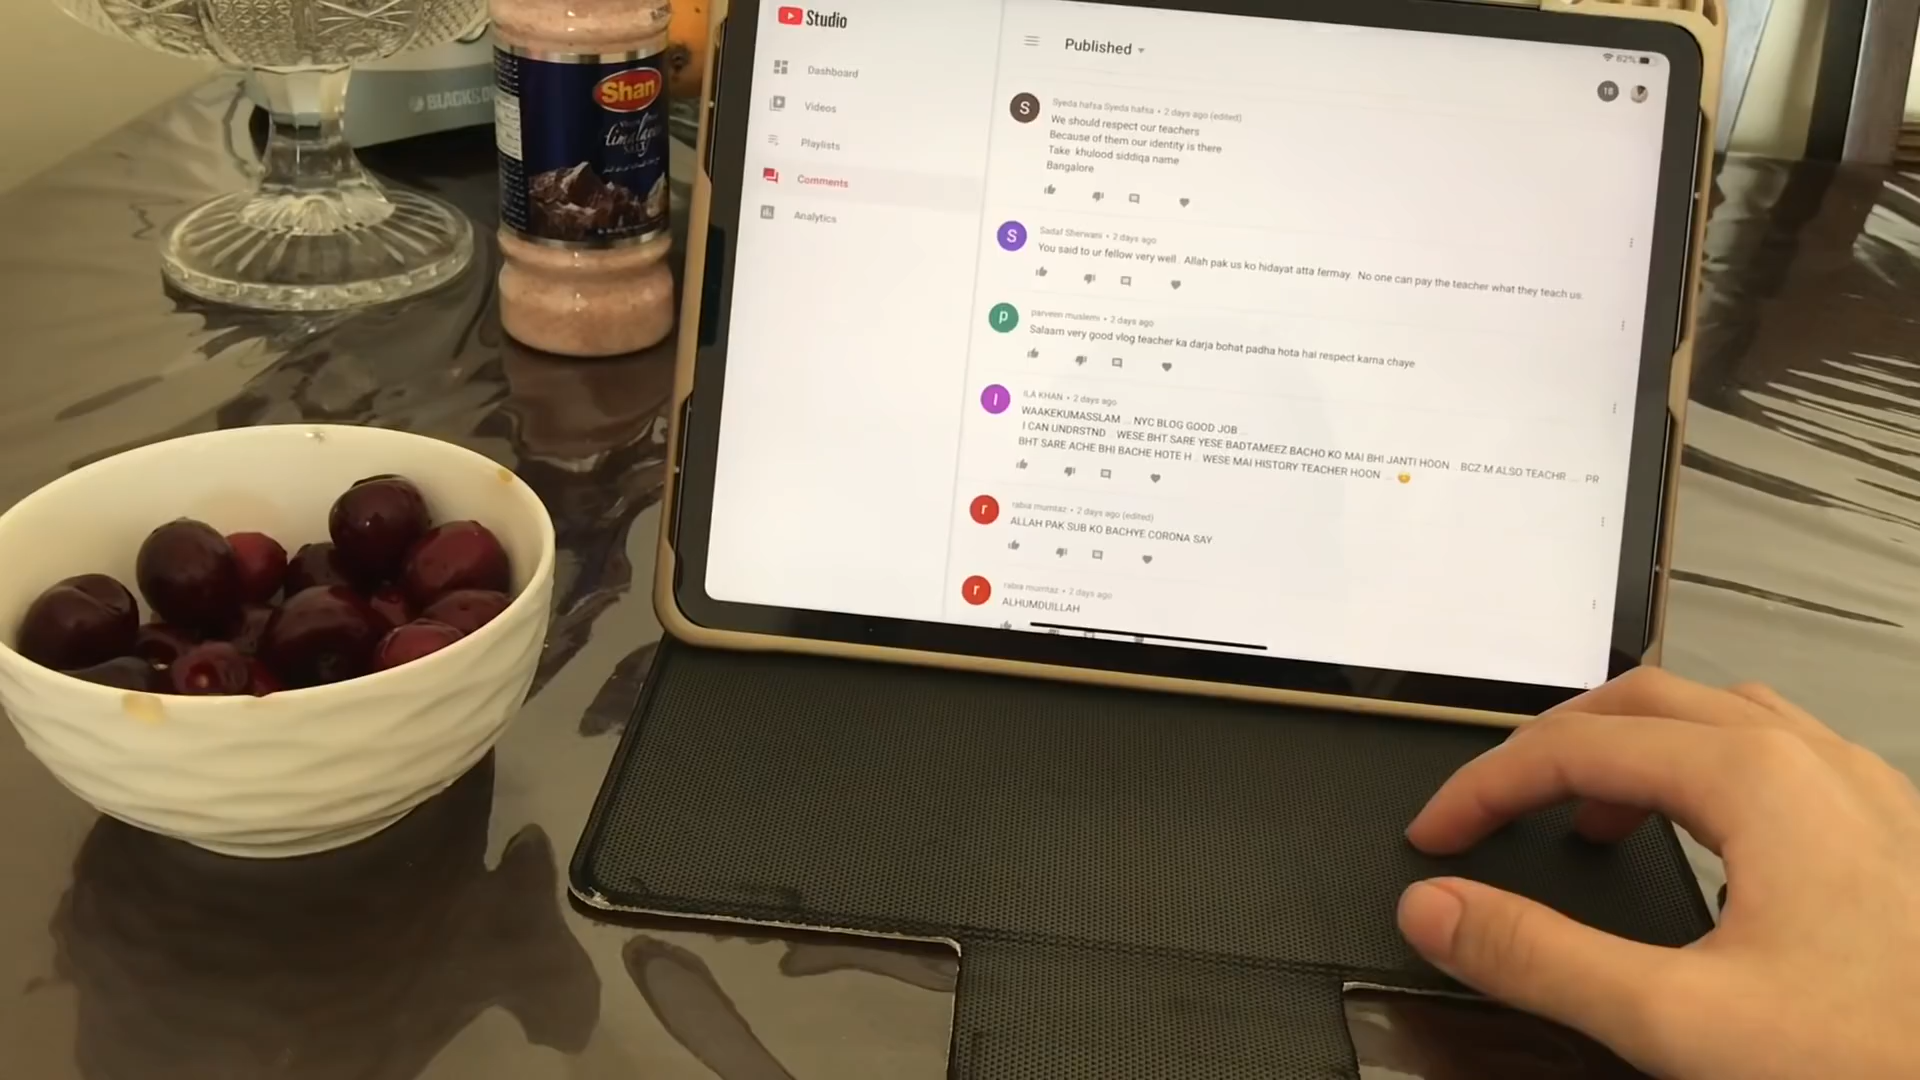 Studio
Dashboard
Videos
Playlists
Comments
Analytics
Published
82%
18
Syeda hafsa Syeda hafsa • 2 days ago (edited)
We should respect our teachers
Because of them our identity is there
Take khulood siddiqa name
Bangalore
S
Sadaf Sherwani • 2 days ago
You said to ur fellow very well . Allah pak us ko hidayat atta fermay. No one can pay the teacher what they teach us.
S
parveen muslemi • 2 days ago
Salaam very good vlog teacher ka darja bohat padha hota hai respect karna chaye
p
ILA KHAN • 2 days ago
WAAKEKUMASSLAM ... NYC BLOG GOOD JOB ...
I CAN UNDRSTND .. WESE BHT SARE YESE BADTAMEEZ BACHO KO MAI BHI JANTI HOON .. BCZ M ALSO TEACHR .... PR
BHT SARE ACHE BHI BACHE HOTE H .. WESE MAI HISTORY TEACHER HOON ...
I
rabia mumtaz • 2 days ago (edited)
ALLAH PAK SUB KO BACHYE CORONA SAY
r
rabia mumtaz • 2 days ago
ALHUMDUILLAH
r
Shan
Himalayan
SALT